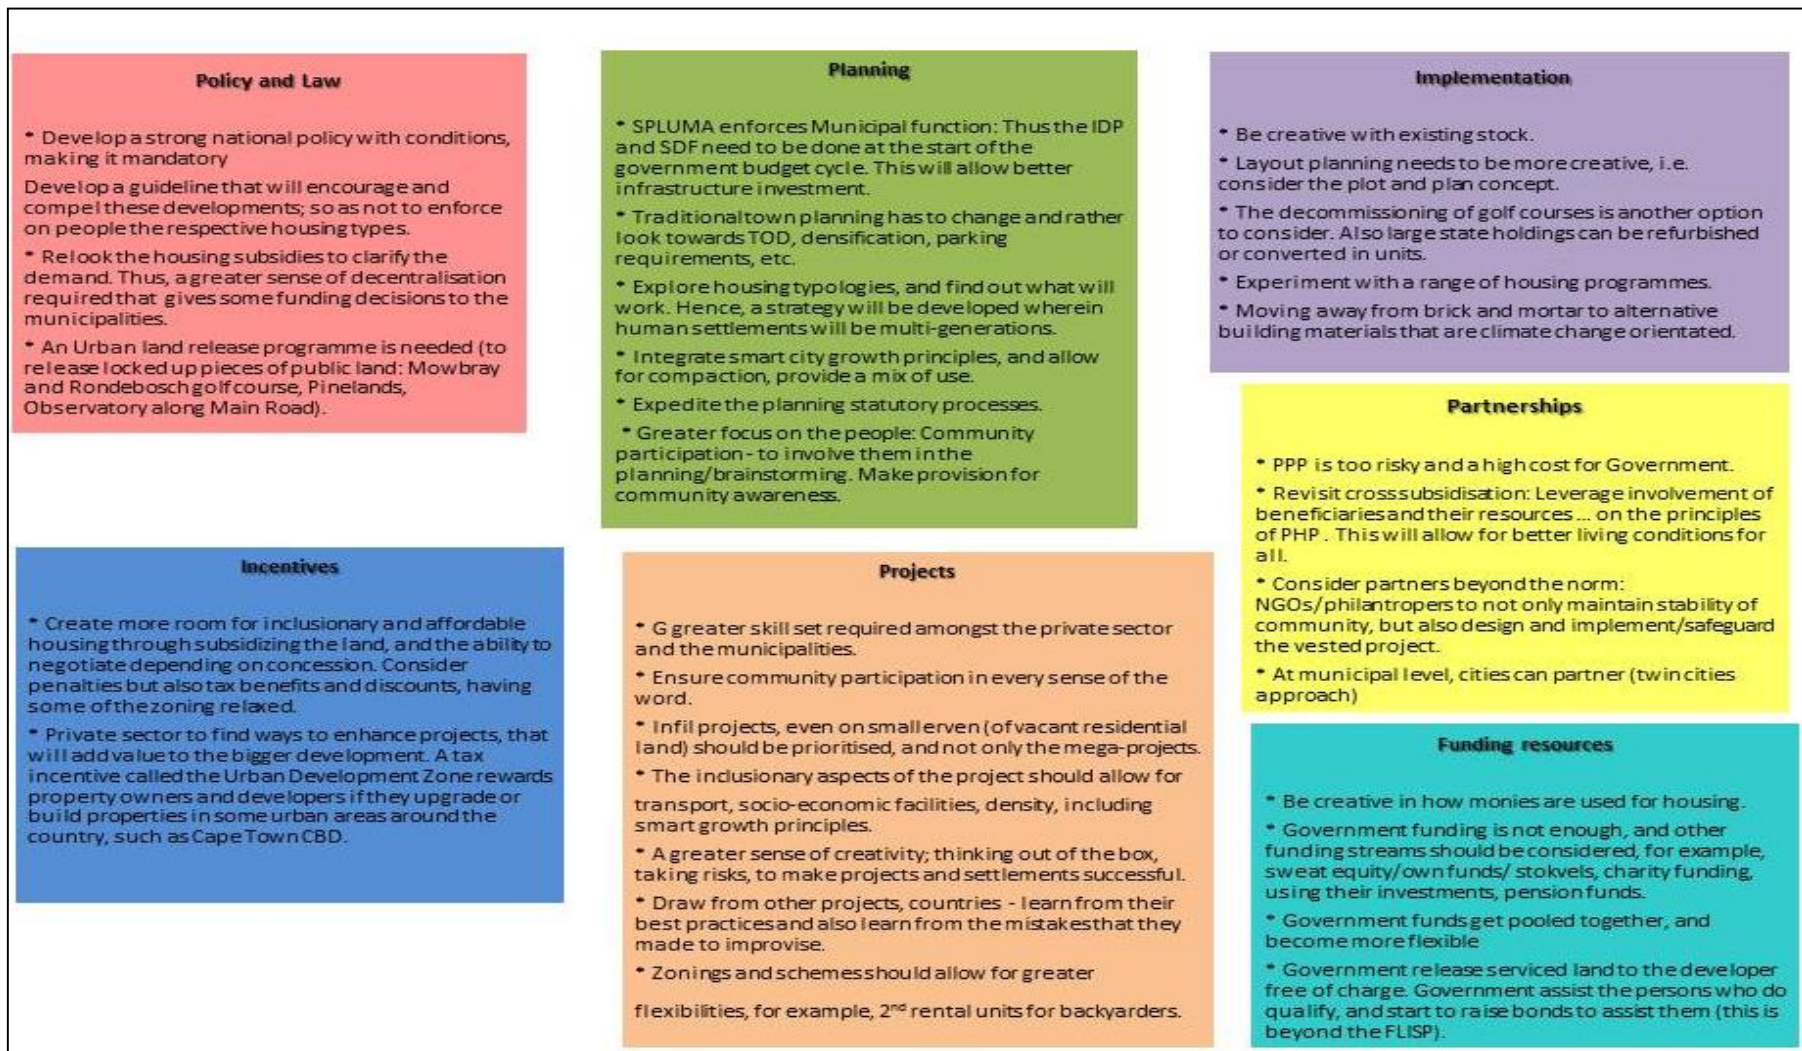 Policy and Law
* Develop a strong national policy with conditions,
making it mandatory
Develop a guideline that will encourage and
compel these developments; so as not to enforce
on people the respective housing types.
* Relook the housing subsidies to clarify the
demand. Thus, a greater sense of decentralisation
required that gives some funding decisions to the
municipalities.
* An Urban land release programme is needed (to
release locked up pieces of public land: Mowbray
and Rondebosch golf course, Pinelands,
Observatory along Main Road).
Planning
* SPLUMA enforces Municipal function: Thus the IDP
and SDF need to be done at the start of the
government budget cycle. This will allow better
infrastructure investment.
* Traditional town planning has to change and rather
look towards TOD, densification, parking
requirements, etc.
* Explore housing typologies, and find out what will
work. Hence, a strategy will be developed wherein
human settlements will be multi-generations.
* Integrate smart city growth principles, and allow
for compaction, provide a mix of use.
* Expedite the planning statutory processes.
* Greater focus on the people: Community
participation - to involve them in the
planning/brainstorming. Make provision for
community awareness.
Implementation
* Be creative with existing stock.
* Layout planning needs to be more creative, i.e.
consider the plot and plan concept.
* The decommissioning of golf courses is another option
to consider. Also large state holdings can be refurbished
or converted in units.
* Experiment with a range of housing programmes.
* Moving away from brick and mortar to alternative
building materials that are climate change orientated.
Partnerships
* PPP is too risky and a high cost for Government.
* Revisit cross subsidisation: Leverage involvement of
beneficiaries and their resources ... on the principles
of PHP . This will allow for better living conditions for
all.
* Consider partners beyond the norm:
NGOs/philantropers to not only maintain stability of
community, but also design and implement/safeguard
the vested project.
* At municipal level, cities can partner (twin cities
approach)
Incentives
* Create more room for inclusionary and affordable
housing through subsidizing the land, and the ability to
negotiate depending on concession. Consider
penalties but also tax benefits and discounts, having
some of the zoning relaxed.
* Private sector to find ways to enhance projects, that
will add value to the bigger development. A tax
incentive called the Urban Development Zone rewards
property owners and developers if they upgrade or
build properties in some urban areas around the
country, such as Cape Town CBD.
Projects
* G greater skill set required amongst the private sector
and the municipalities.
* Ensure community participation in every sense of the
word.
* Infil projects, even on small erven (of vacant residential
land) should be prioritised, and not only the mega-projects.
* The inclusionary aspects of the project should allow for
transport, socio-economic facilities, density, including
smart growth principles.
* A greater sense of creativity; thinking out of the box,
taking risks, to make projects and settlements successful.
* Draw from other projects, countries - learn from their
best practices and also learn from the mistakes that they
made to improvise.
* Zonings and schemes should allow for greater
flexibilities, for example, 2nd rental units for backyarders.
Funding resources
* Be creative in how monies are used for housing.
* Government funding is not enough, and other
funding streams should be considered, for example,
sweat equity/own funds/ stokvels, charity funding,
using their investments, pension funds.
* Government funds get pooled together, and
become more flexible
* Government release serviced land to the developer
free of charge. Government assist the persons who do
qualify, and start to raise bonds to assist them (this is
beyond the FLISP).